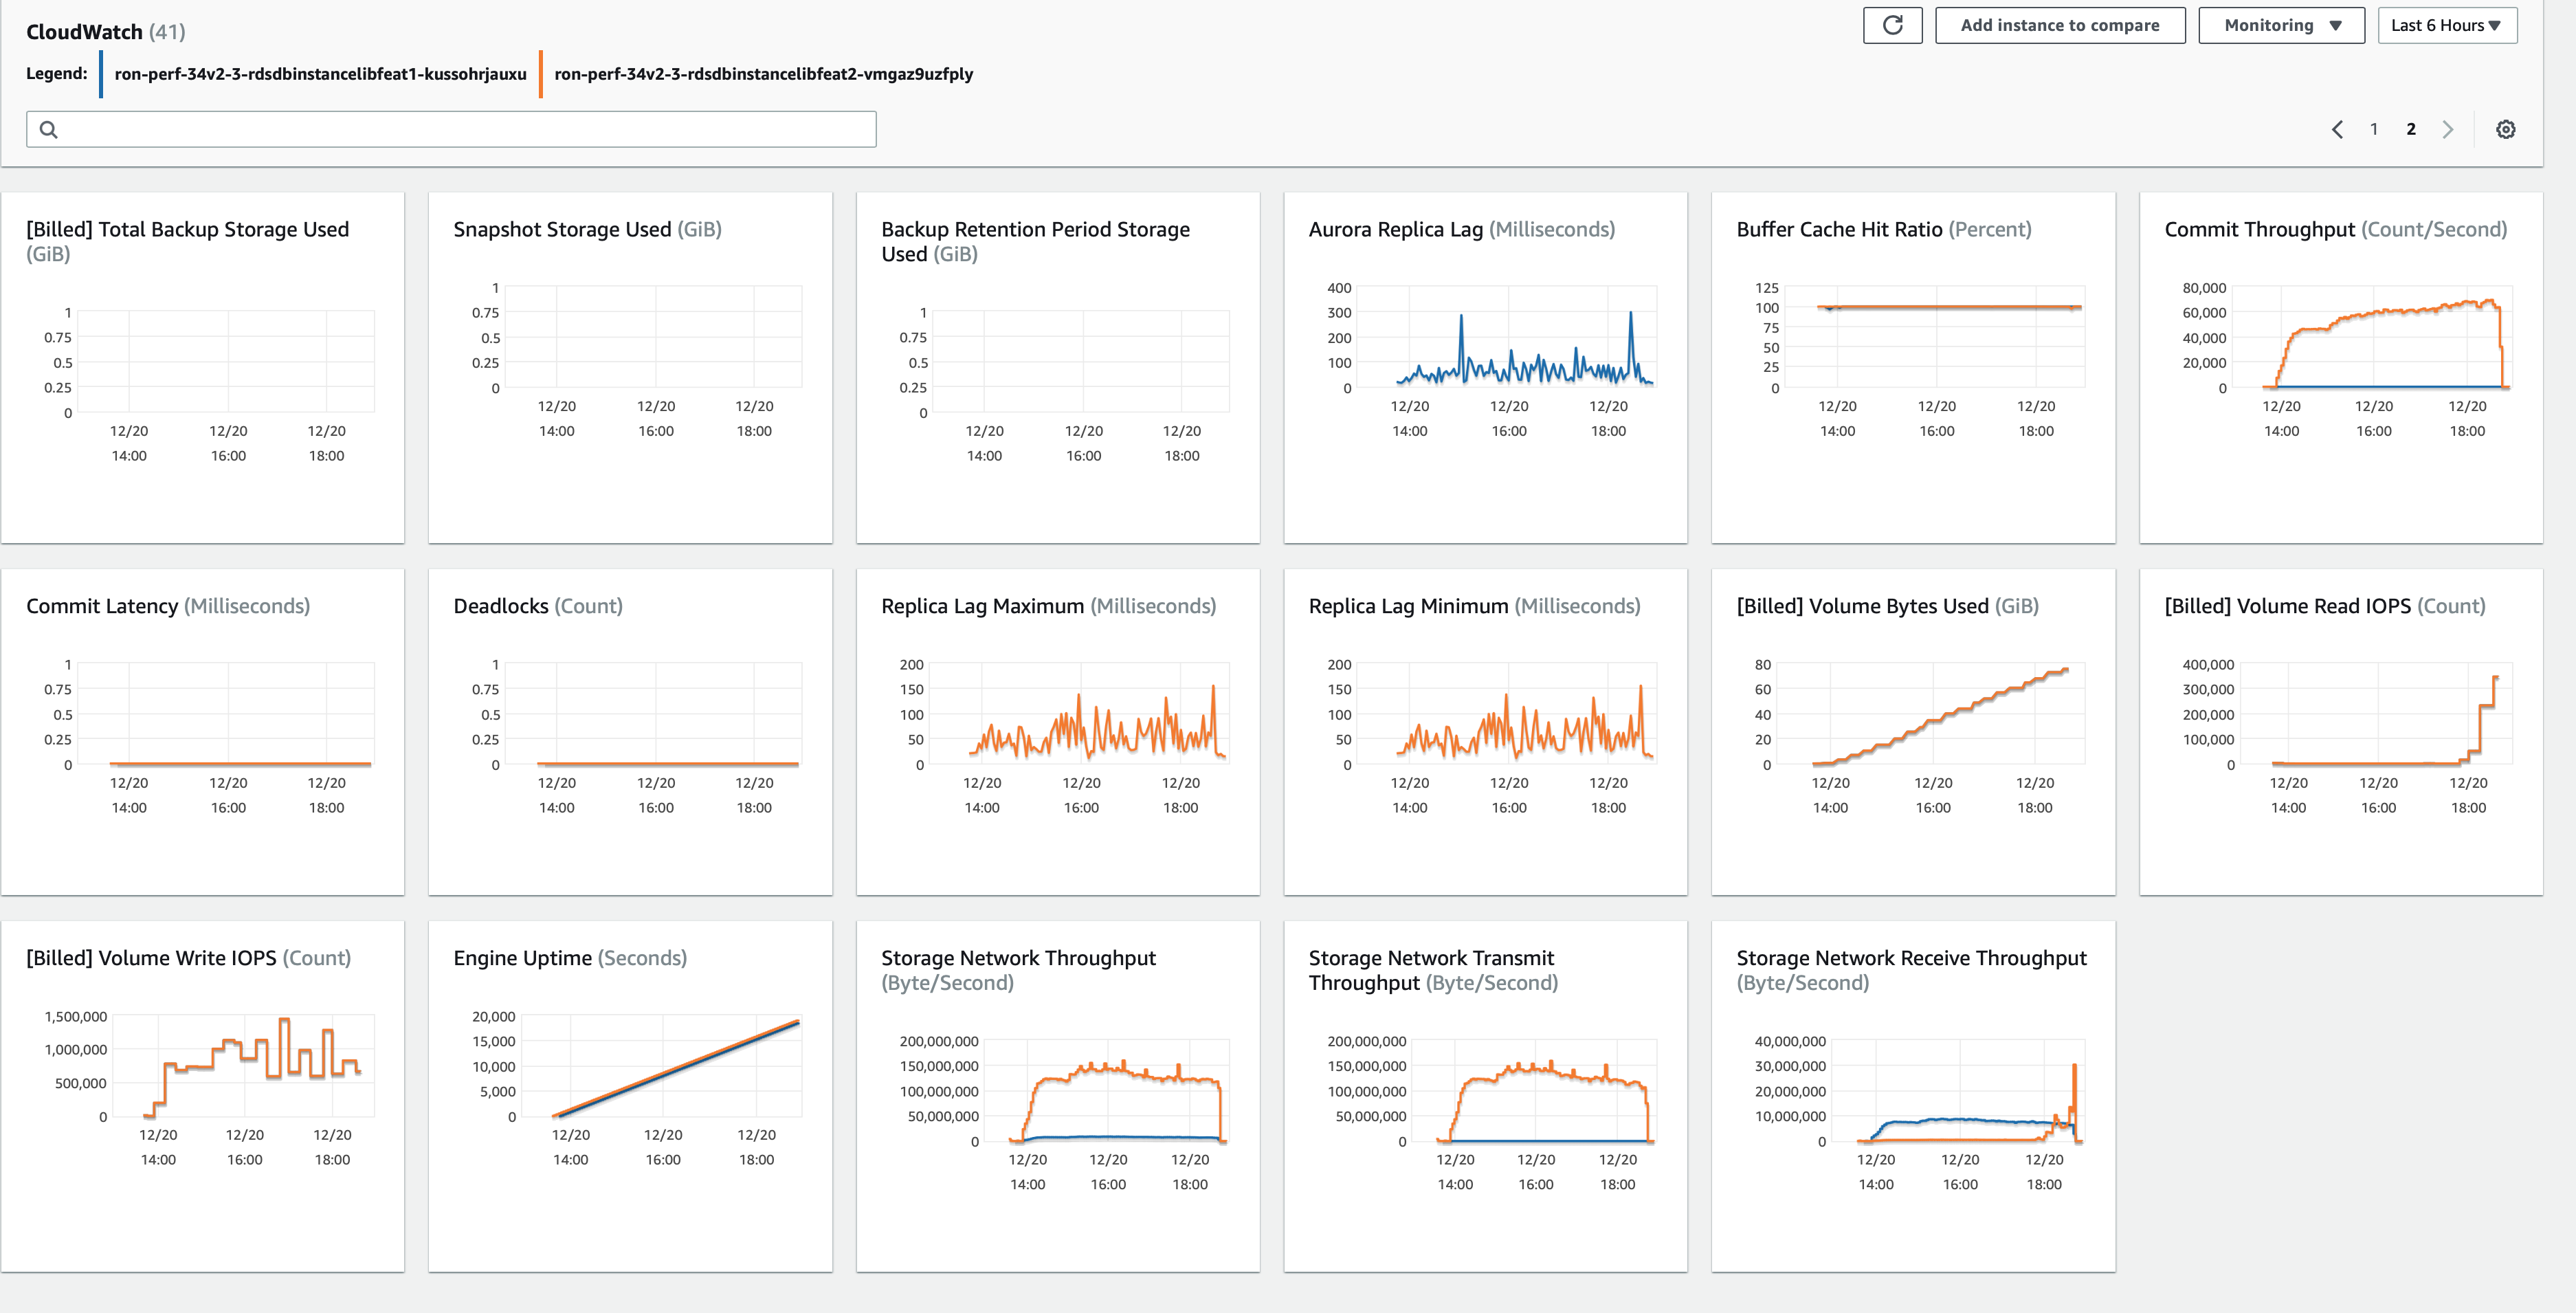 CloudWatch (41)
Add instance to compare
Monitoring
Last 6 Hours
Legend:
ron-perf-34v2-3-rdsdbinstancelibfeat1-kussohrjauxu
ron-perf-34v2-3-rdsdbinstancelibfeat2-vmgaz9uzfply
1
2
[Billed] Total Backup Storage Used
(GiB)
1
0.75
0.5
0.25
0
12/20 12/20 12/20
14:00 16:00 18:00
Snapshot Storage Used (GiB)
1
0.75
0.5
0.25
0
12/20 12/20 12/20
14:00 16:00 18:00
Backup Retention Period Storage
Used (GiB)
1
0.75
0.5
0.25
0
12/20 12/20 12/20
14:00 16:00 18:00
Aurora Replica Lag (Milliseconds)
400
300
200
100
0
12/20 12/20 12/20
14:00 16:00 18:00
Buffer Cache Hit Ratio (Percent)
125
100
75
50
25
0
12/20 12/20 12/20
14:00 16:00 18:00
Commit Throughput (Count/Second)
80,000
60,000
40,000
20,000
0
12/20 12/20 12/20
14:00 16:00 18:00
Commit Latency (Milliseconds)
1
0.75
0.5
0.25
0
12/20 12/20 12/20
14:00 16:00 18:00
Deadlocks (Count)
1
0.75
0.5
0.25
0
12/20 12/20 12/20
14:00 16:00 18:00
Replica Lag Maximum (Milliseconds)
200
150
100
50
0
12/20 12/20 12/20
14:00 16:00 18:00
Replica Lag Minimum (Milliseconds)
200
150
100
50
0
12/20 12/20 12/20
14:00 16:00 18:00
[Billed] Volume Bytes Used (GiB)
80
60
40
20
0
12/20 12/20 12/20
14:00 16:00 18:00
[Billed] Volume Read IOPS (Count)
400,000
300,000
200,000
100,000
0
12/20 12/20 12/20
14:00 16:00 18:00
[Billed] Volume Write IOPS (Count)
1,500,000
1,000,000
500,000
0
12/20 12/20 12/20
14:00 16:00 18:00
Engine Uptime (Seconds)
20,000
15,000
10,000
5,000
0
12/20 12/20 12/20
14:00 16:00 18:00
Storage Network Throughput
(Byte/Second)
200,000,000
150,000,000
100,000,000
50,000,000
0
12/20 12/20 12/20
14:00 16:00 18:00
Storage Network Transmit
Throughput (Byte/Second)
200,000,000
150,000,000
100,000,000
50,000,000
0
12/20 12/20 12/20
14:00 16:00 18:00
Storage Network Receive Throughput
(Byte/Second)
40,000,000
30,000,000
20,000,000
10,000,000
0
12/20 12/20 12/20
14:00 16:00 18:00